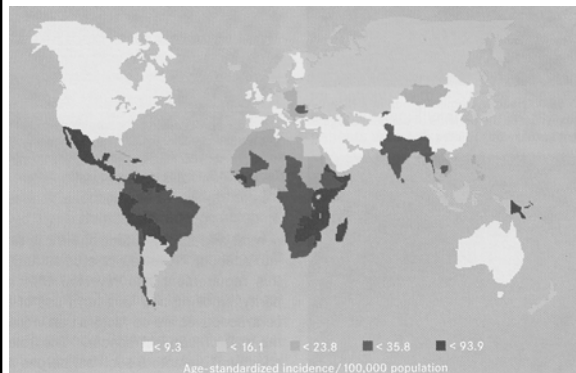 < 9.3 < 16.1 < 23.8 < 35.8 < 93.9
Age-standardized incidence/100,000 population